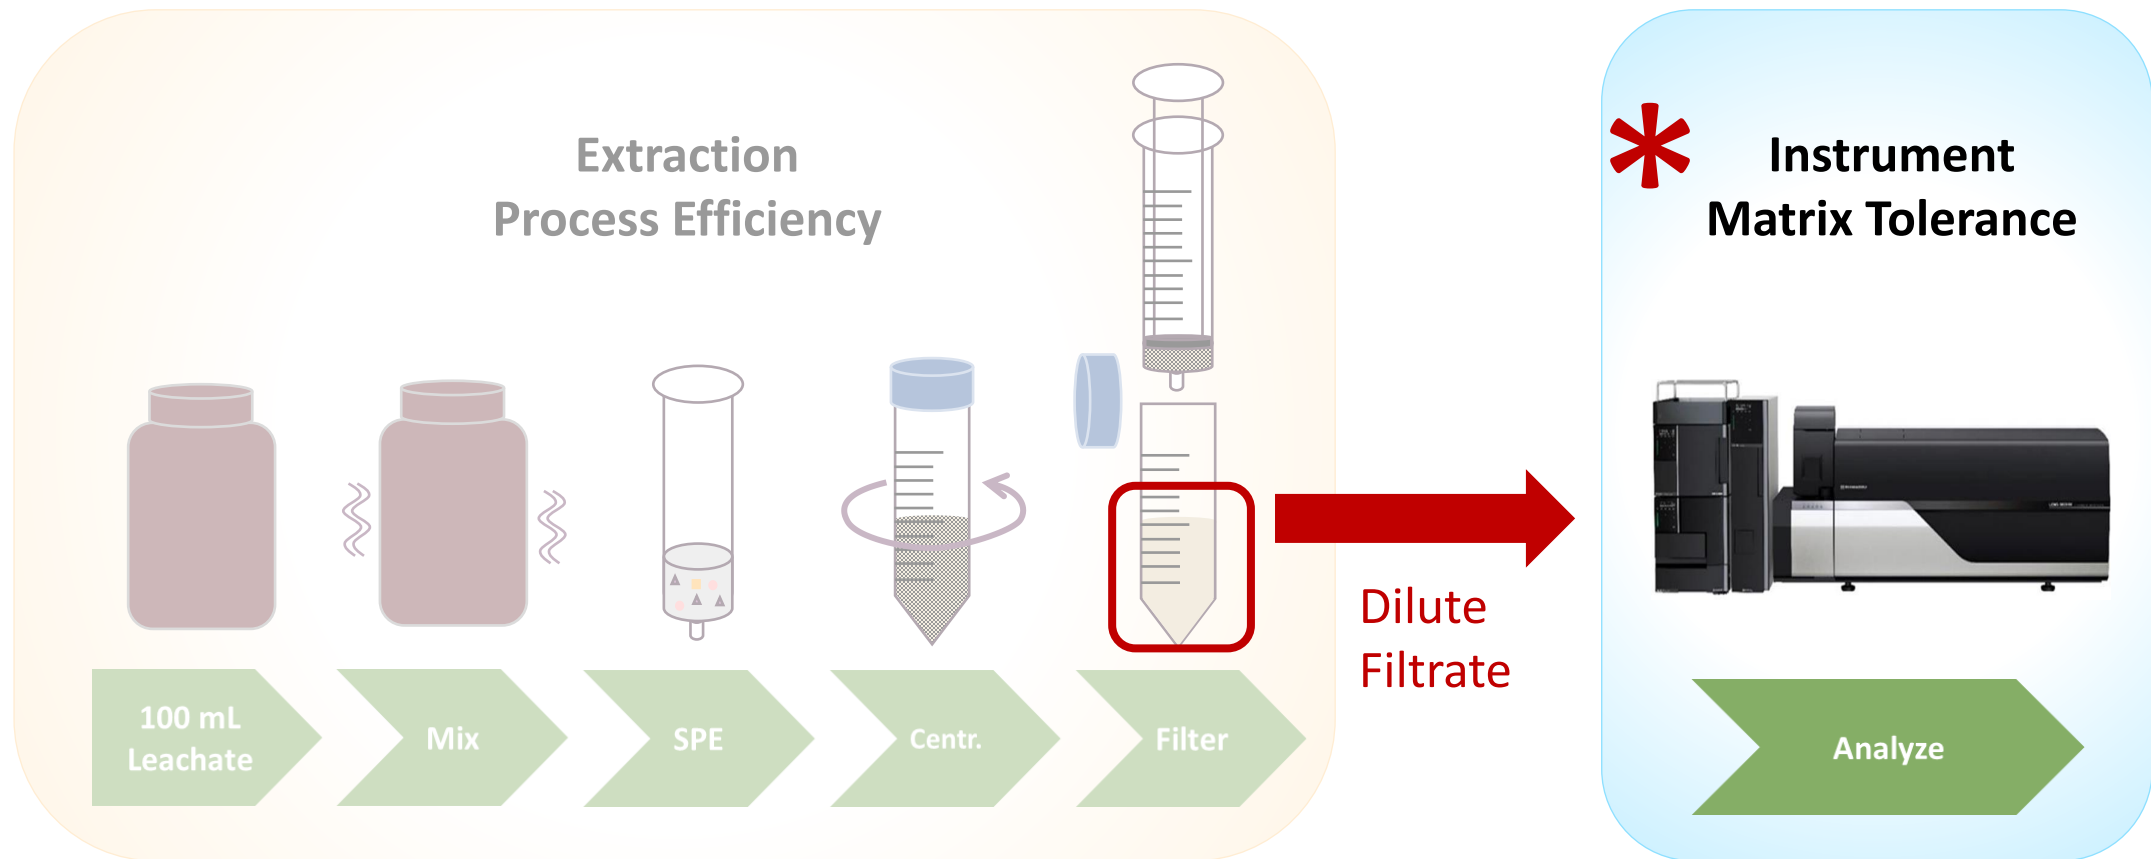 Extraction
Process Efficiency
*
Instrument
Matrix Tolerance
Dilute
Filtrate
100 mL
Leachate
Mix
SPE
Centr.
Filter
Analyze